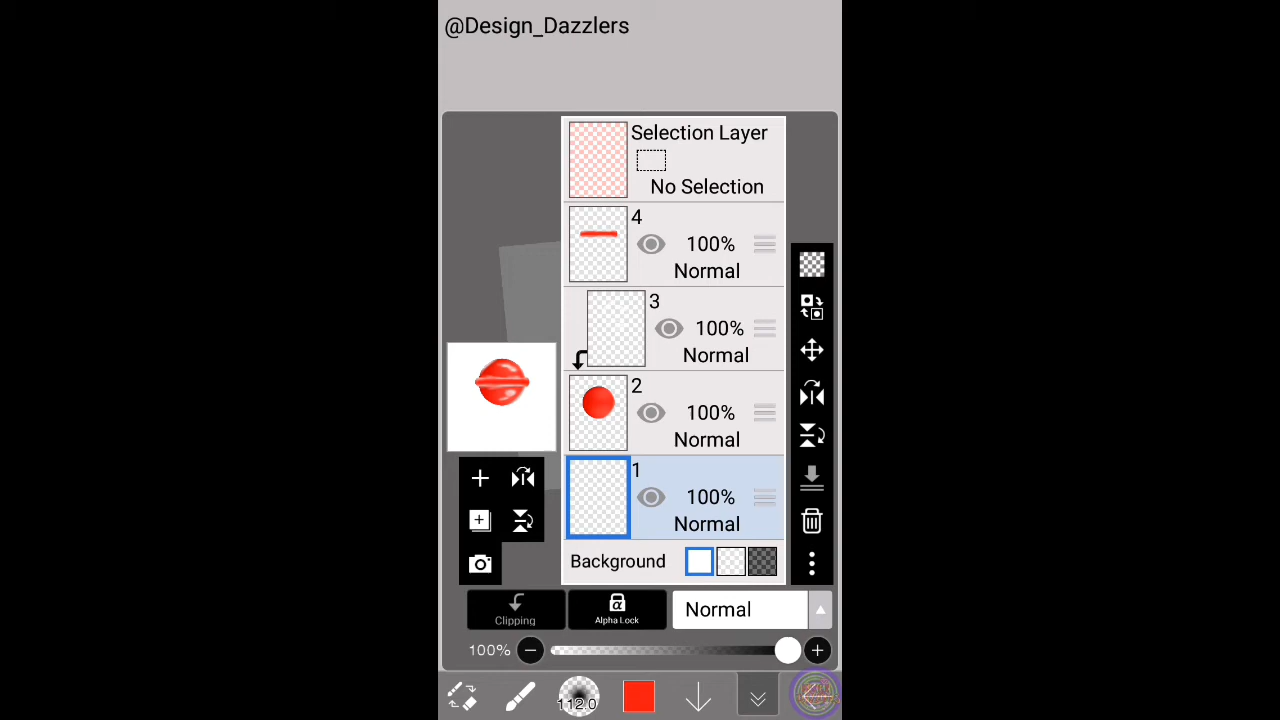 @Design_Dazzlers
Selection Layer
No Selection
4
100%
Normal
3
100%
Normal
2
100%
Normal
1
100%
Normal
Background
Clipping
Alpha Lock
Normal
100%
112.0